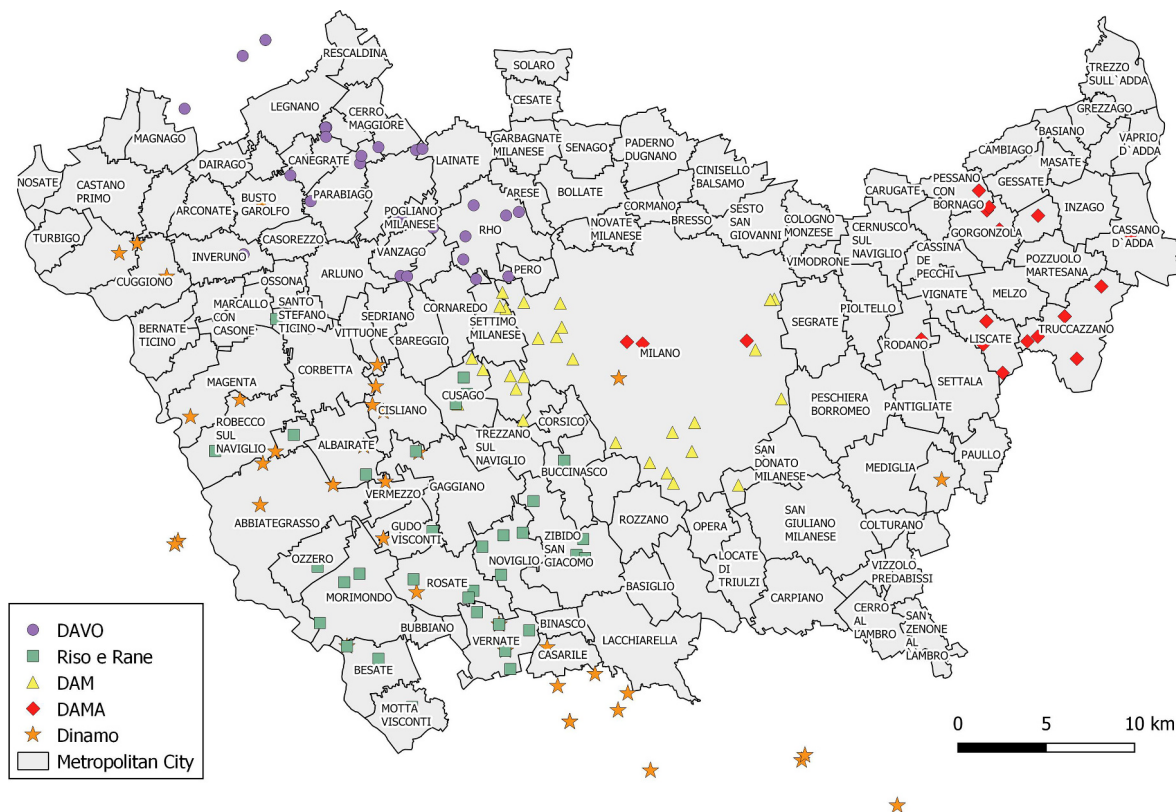 RESCALDINA
SOLARO
TREZZO
SULL`ADDA
LEGNANO
CERRO
MAGGIORE
CESATE
GREZZAGO
MAGNAGO
GARBAGNATE
MILANESE
SENAGO
PADERNO
DUGNANO
BASIANO
VAPRIO
D`ADDA
CAMBIAGO
MASATE
DAIRAGO
CANEGRATE
LAINATE
CINISELLO
BALSAMO
NOSATE
CASTANO
PRIMO
PARABIAGO
ARESE
BOLLATE
CARUGATE
PESSANO
CON
BORNAGO
GESSATE
ARCONATE
BUSTO
GAROLFO
POGLIANO
MILANESE
CORMANO
BRESSO
SESTO
SAN
GIOVANNI
INZAGO
TURBIGO
RHO
NOVATE
MILANESE
COLOGNO
MONZESE
CERNUSCO
SUL
NAVIGLIO
GORGONZOLA
CASSANO
D`ADDA
CASOREZZO
VANZAGO
INVERUNO
CASSINA
DE
PECCHI
POZZUOLO
MARTESANA
CUGGIONO
OSSONA
ARLUNO
PERO
VIMODRONE
MARCALLO
CON
CASONE
SANTO
STEFANO
TICINO
SEDRIANO
CORNAREDO
VIGNATE
MELZO
BERNATE
TICINO
VITTUONE
BAREGGIO
SETTIMO
MILANESE
SEGRATE
PIOLTELLO
TRUCCAZZANO
MILANO
RODANO
LISCATE
CORBETTA
MAGENTA
CUSAGO
SETTALA
CISLIANO
PESCHIERA
BORROMEO
PANTIGLIATE
ROBECCO
SUL
NAVIGLIO
CORSICO
ALBAIRATE
TREZZANO
SUL
NAVIGLIO
BUCCINASCO
SAN
DONATO
MILANESE
MEDIGLIA
PAULLO
VERMEZZO
GAGGIANO
ABBIATEGRASSO
ROZZANO
OPERA
SAN
GIULIANO
MILANESE
COLTURANO
GUDO
VISCONTI
ZIBIDO
SAN
GIACOMO
OZZERO
NOVIGLIO
LOCATE
DI
TRIULZI
VIZZOLO
PREDABISSI
ROSATE
BASIGLIO
MORIMONDO
CARPIANO
CERRO
AL
LAMBRO
SAN
ZENONE
AL
LAMBRO
BUBBIANO
BINASCO
VERNATE
LACCHIARELLA
CASARILE
BESATE
MOTTA
VISCONTI
DAVO
Riso e Rane
DAM
DAMA
Dinamo
Metropolitan City
0 5 10 km